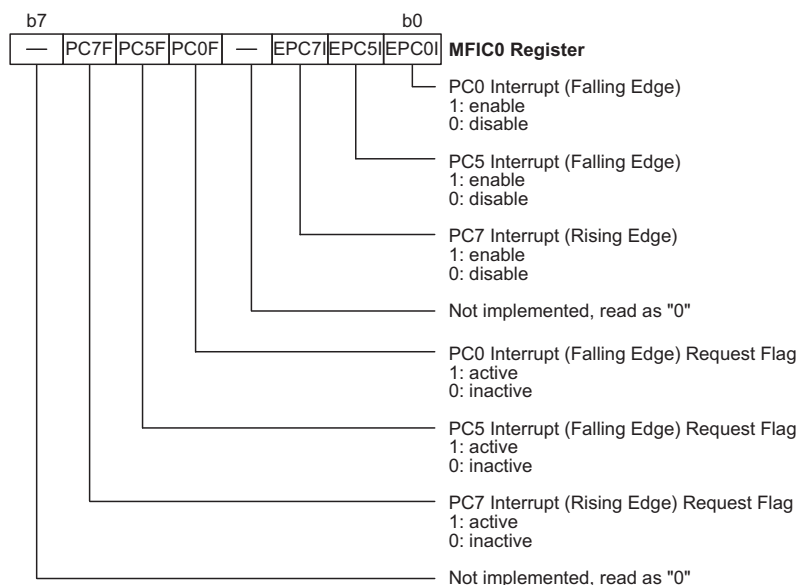 b7 b0
— PC7F PC5F PC0F — EPC7I EPC5I EPC0I MFIC0 Register
PC0 Interrupt (Falling Edge)
1: enable
0: disable
PC5 Interrupt (Falling Edge)
1: enable
0: disable
PC7 Interrupt (Rising Edge)
1: enable
0: disable
Not implemented, read as "0"
PC0 Interrupt (Falling Edge) Request Flag
1: active
0: inactive
PC5 Interrupt (Falling Edge) Request Flag
1: active
0: inactive
PC7 Interrupt (Rising Edge) Request Flag
1: active
0: inactive
Not implemented, read as "0"